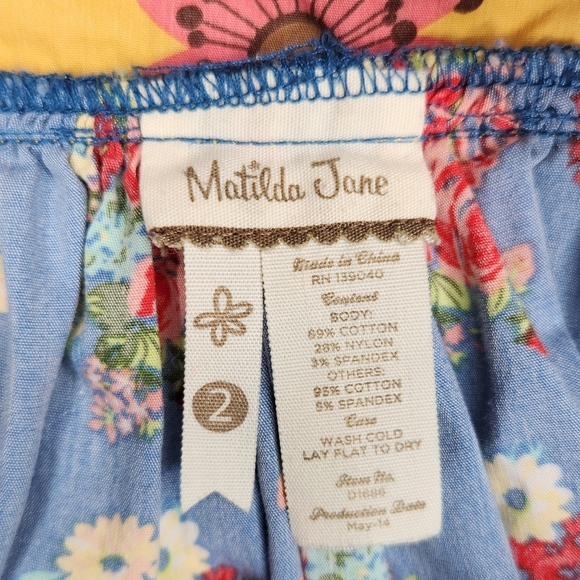 Matilda Jane
2
Made in China
RN 139040
Content
BODY:
69% COTTON
28% NYLON
3% SPANDEX
OTHERS:
95% COTTON
5% SPANDEX
Care
WASH COLD
LAY FLAT TO DRY
Item No.
D1686
Production Date
May-14